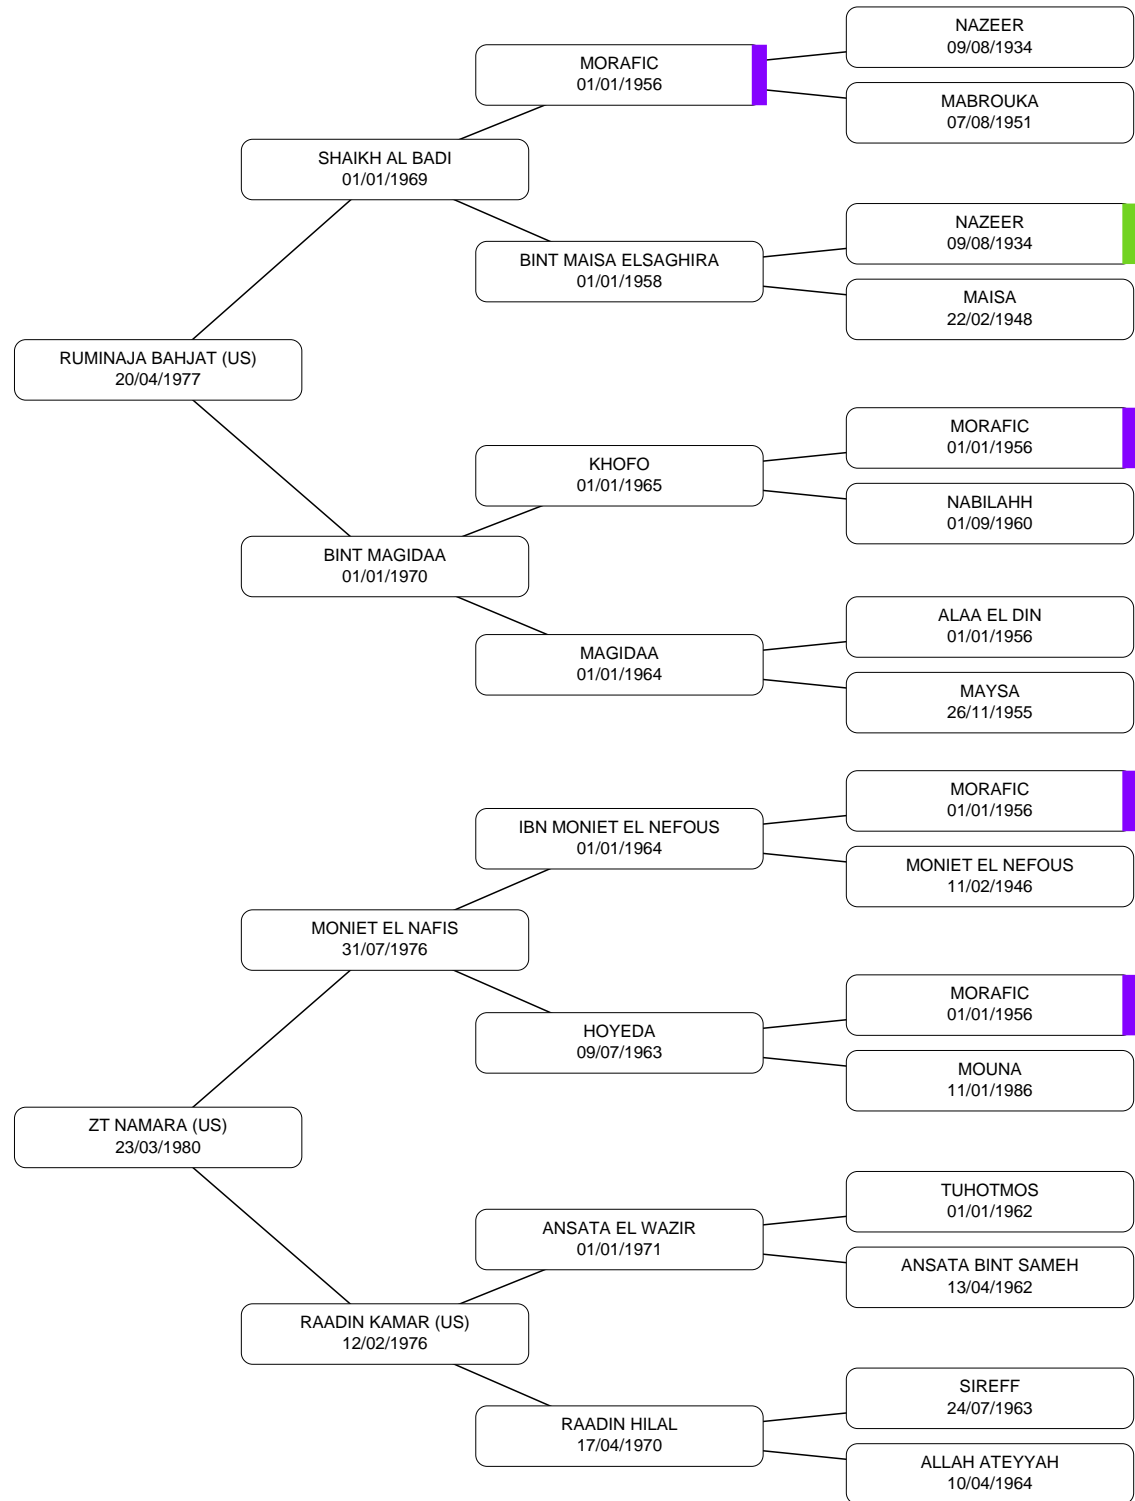 NAZEER
09/08/1934
MORAFIC
01/01/1956
MABROUKA
07/08/1951
SHAIKH AL BADI
01/01/1969
NAZEER
09/08/1934
BINT MAISA ELSAGHIRA
01/01/1958
MAISA
22/02/1948
RUMINAJA BAHJAT (US)
20/04/1977
MORAFIC
01/01/1956
KHOFO
01/01/1965
NABILAHH
01/09/1960
BINT MAGIDAA
01/01/1970
ALAA EL DIN
01/01/1956
MAGIDAA
01/01/1964
MAYSA
26/11/1955
MORAFIC
01/01/1956
IBN MONIET EL NEFOUS
01/01/1964
MONIET EL NEFOUS
11/02/1946
MONIET EL NAFIS
31/07/1976
MORAFIC
01/01/1956
HOYEDA
09/07/1963
MOUNA
11/01/1986
ZT NAMARA (US)
23/03/1980
TUHOTMOS
01/01/1962
ANSATA EL WAZIR
01/01/1971
ANSATA BINT SAMEH
13/04/1962
RAADIN KAMAR (US)
12/02/1976
SIREFF
24/07/1963
RAADIN HILAL
17/04/1970
ALLAH ATEYYAH
10/04/1964